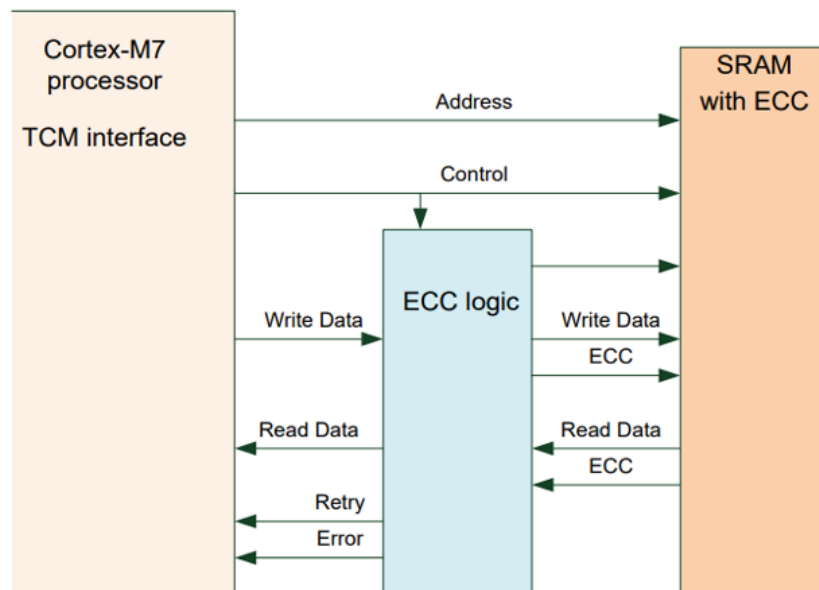 Cortex-M7
processor
TCM interface
SRAM
with ECC
Address
Control
ECC logic
Write Data
Write Data
ECC
Read Data
Read Data
ECC
Retry
Error